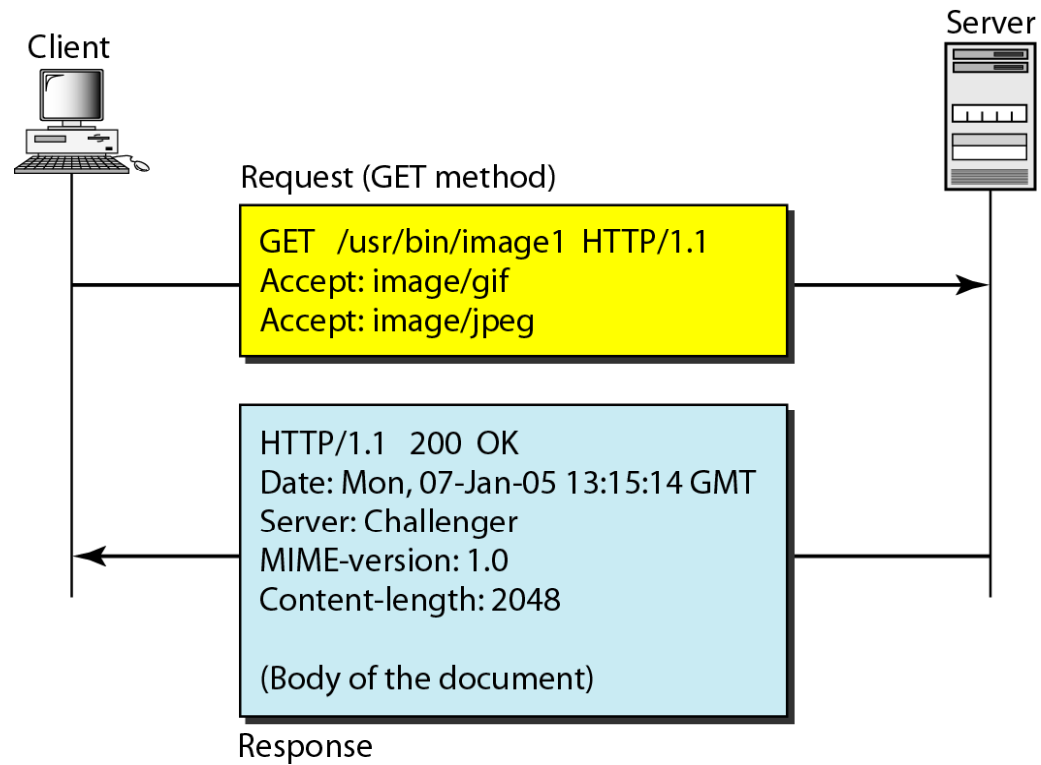 Client
Server
Request (GET method)
GET /usr/bin/image1 HTTP/1.1
Accept: image/gif
Accept: image/jpeg
HTTP/1.1 200 OK
Date: Mon, 07-Jan-05 13:15:14 GMT
Server: Challenger
MIME-version: 1.0
Content-length: 2048
(Body of the document)
Response